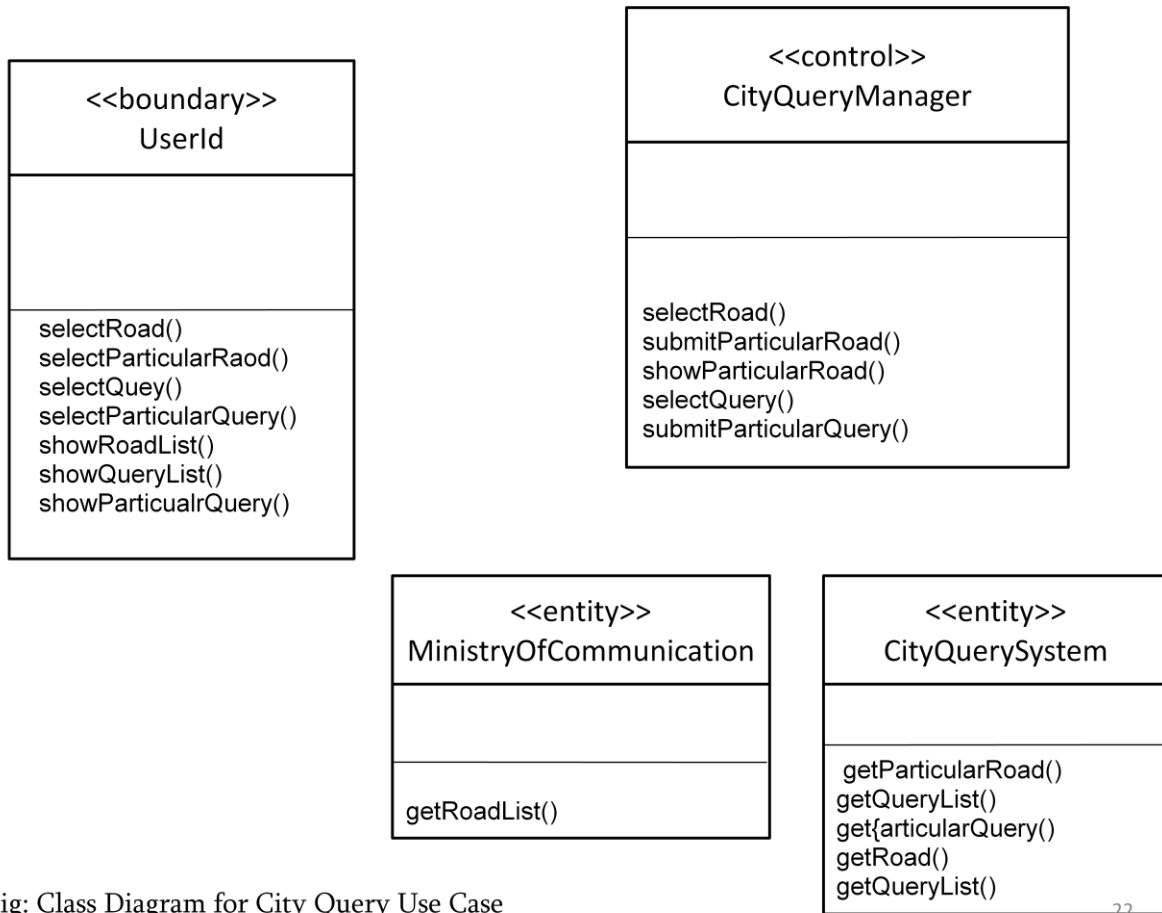 <<boundary>>
UserId
selectRoad()
selectParticularRaod()
selectQuey()
selectParticularQuery()
showRoadList()
showQueryList()
showParticualrQuery()
<<control>>
CityQueryManager
selectRoad()
submitParticularRoad()
showParticularRoad()
selectQuery()
submitParticularQuery()
<<entity>>
MinistryOfCommunication
getRoadList()
<<entity>>
CityQuerySystem
getParticularRoad()
getQueryList()
get{articularQuery()
getRoad()
getQueryList()
ig: Class Diagram for City Query Use Case